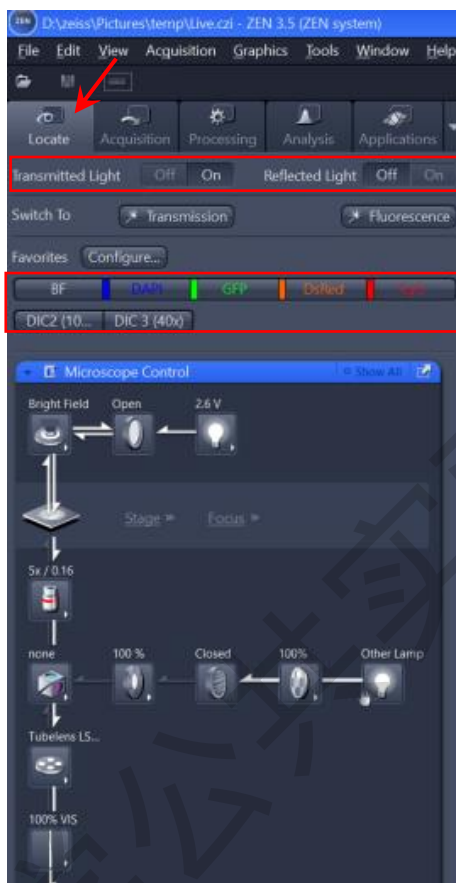 ZEN D:\zeiss\Pictures\temp\Live.czi - ZEN 3.5 (ZEN system)
File Edit View Acquisition Graphics Tools Window Help
Locate Acquisition Processing Analysis Applications
Transmitted Light Off On Reflected Light Off On
Switch To Transmission Fluorescence
Favorites Configure...
BF DAPI GFP DsRed
DIC2 (10... DIC 3 (40x)
Microscope Control Show All
Bright Field Open 2.6 V
Stage Focus
5x / 0.16
none 100 % Closed 100% Other Lamp
Tubelens LS...
100% VIS